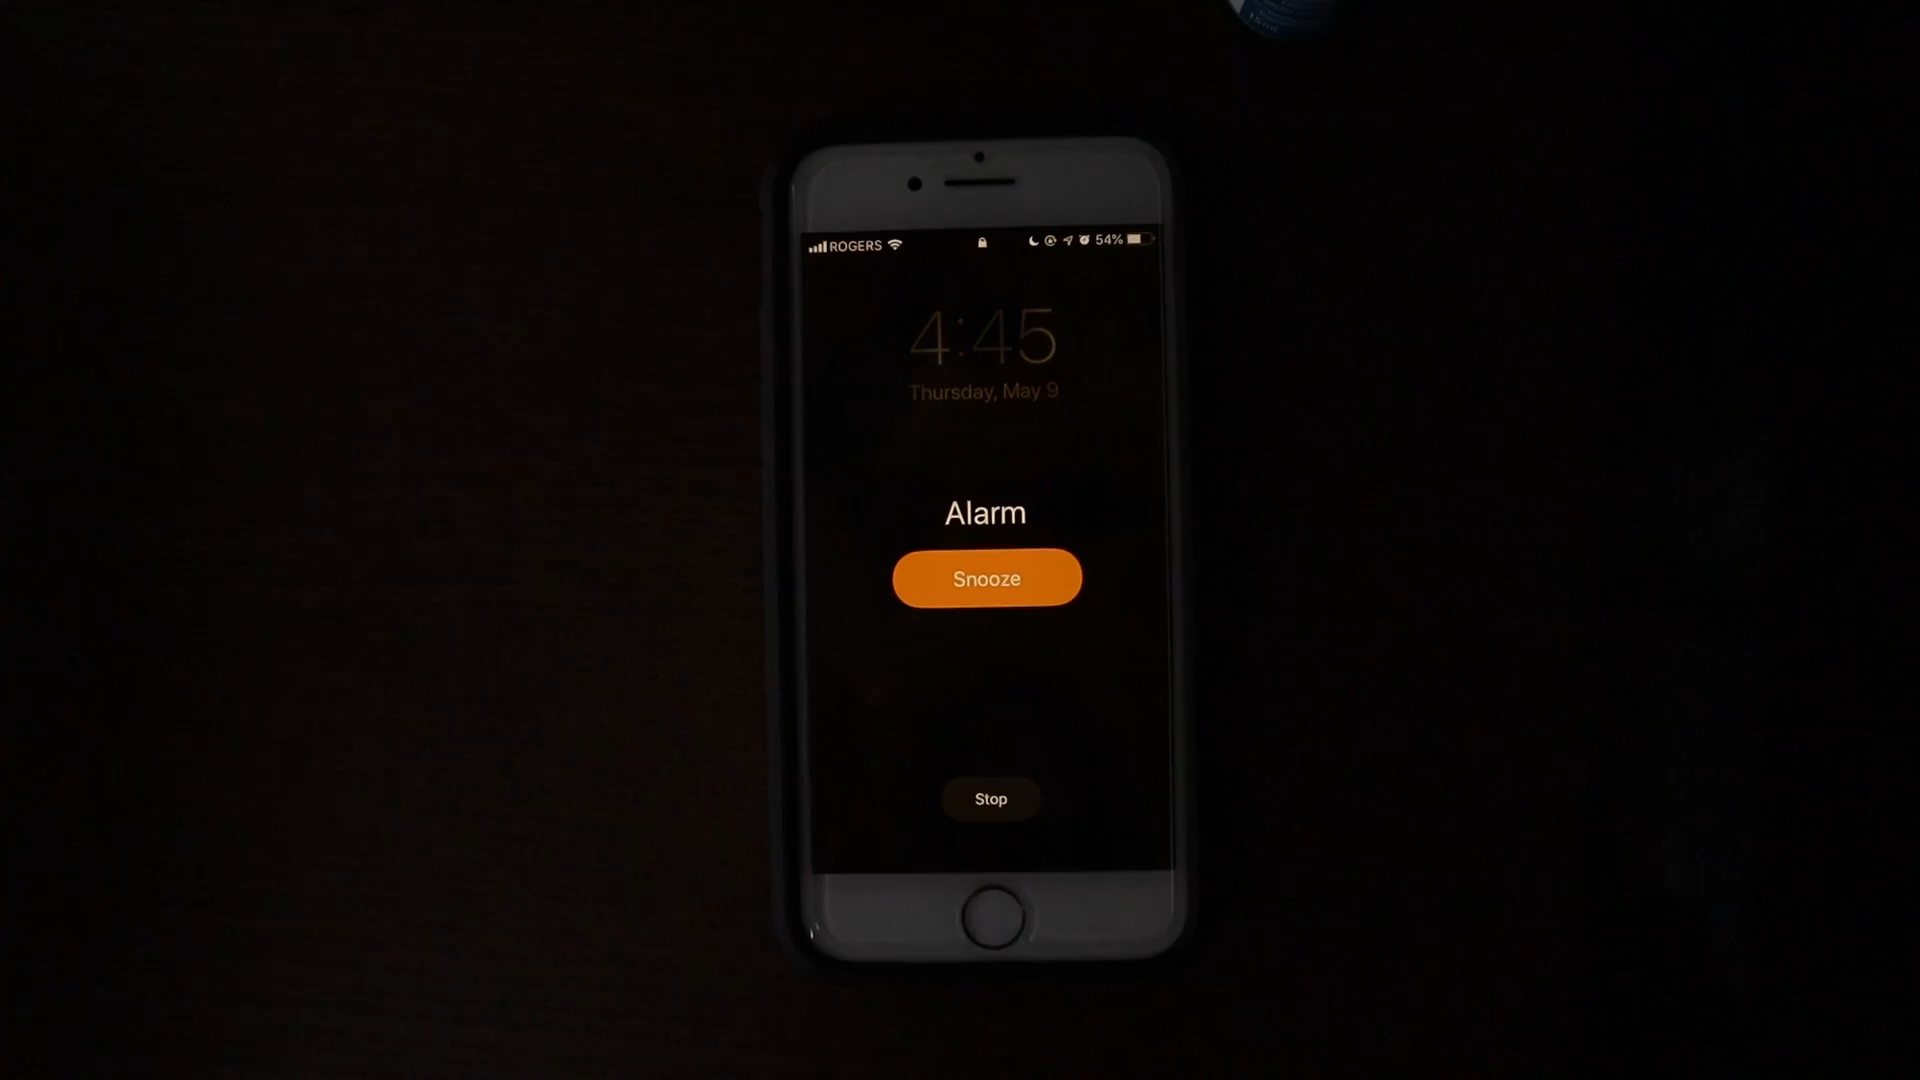 ROGERS 54%
4:45
Thursday, May 9
Alarm
Snooze
Stop